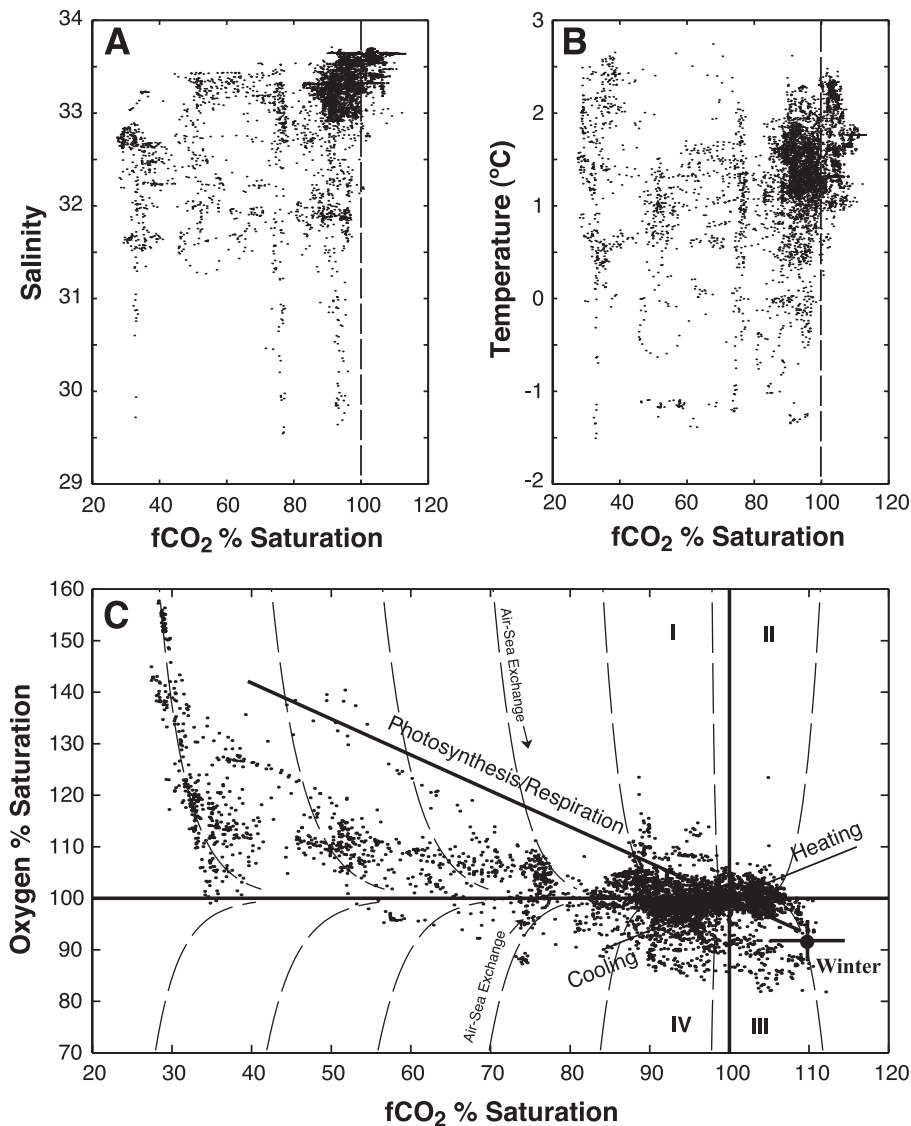 A
34
33
32
31
30
29
Salinity
20 40 60 80 100 120
fCO2 % Saturation
B
3
2
1
0
-1
-2
Temperature (°C)
20 40 60 80 100 120
fCO2 % Saturation
C
160
150
140
130
120
110
100
90
80
70
Oxygen % Saturation
Air-Sea Exchange
I
II
Photosynthesis/Respiration
Heating
Cooling
Air-Sea Exchange
Winter
IV
III
20 30 40 50 60 70 80 90 100 110 120
fCO2 % Saturation